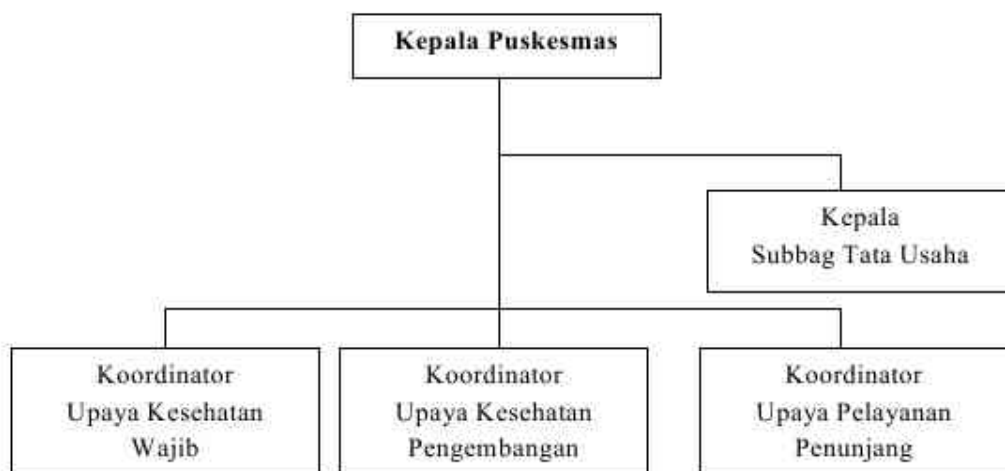 Kepala Puskesmas
Kepala
Subbag Tata Usaha
Koordinator
Upaya Kesehatan
Wajib
Koordinator
Upaya Kesehatan
Pengembangan
Koordinator
Upaya Pelayanan
Penunjang